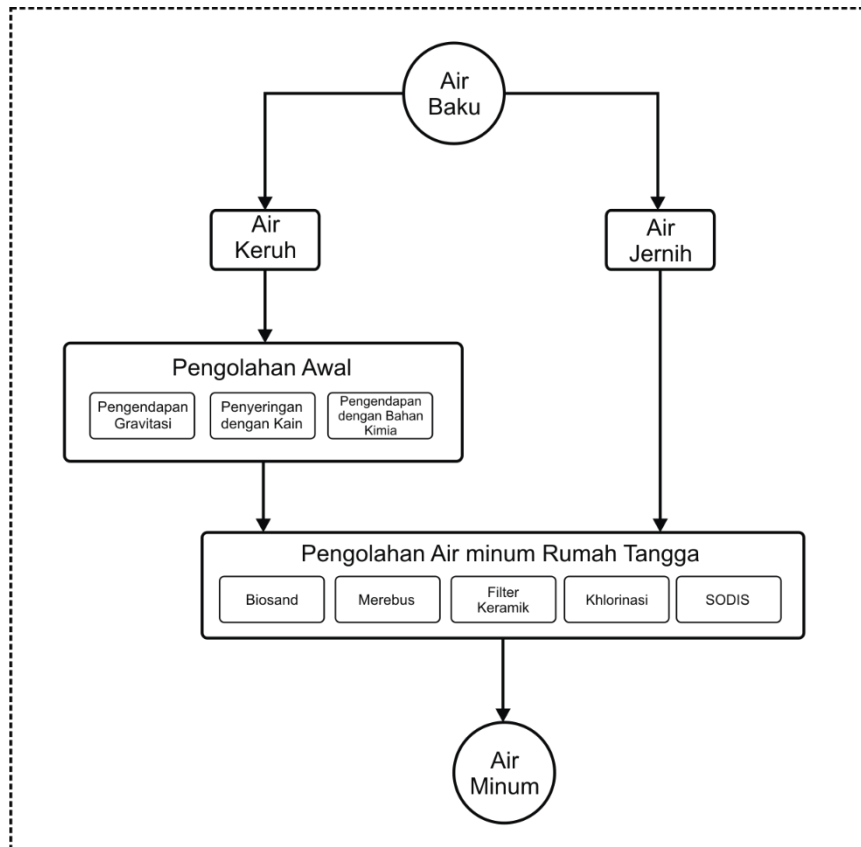 Air
Baku
Air
Keruh
Air
Jernih
Pengolahan Awal
Pengendapan
Gravitasi
Penyeringan
dengan Kain
Pengendapan
dengan Bahan
Kimia
Pengolahan Air minum Rumah Tangga
Biosand
Merebus
Filter
Keramik
Khlorinasi
SODIS
Air
Minum